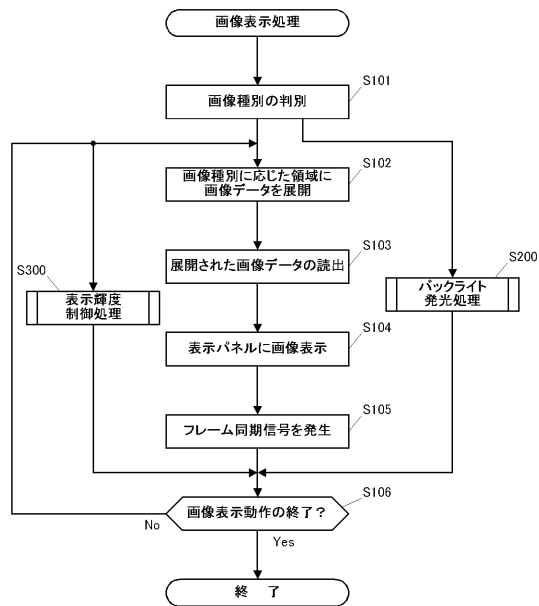 画像表示処理
S101
画像種別の判別
S102
画像種別に応じた領域に
画像データを展開
S103
展開された画像データの読出
S300
表示輝度
制御処理
S200
バックライト
発光処理
S104
表示パネルに画像表示
S105
フレーム同期信号を発生
S106
画像表示動作の終了？
No
Yes
終 了